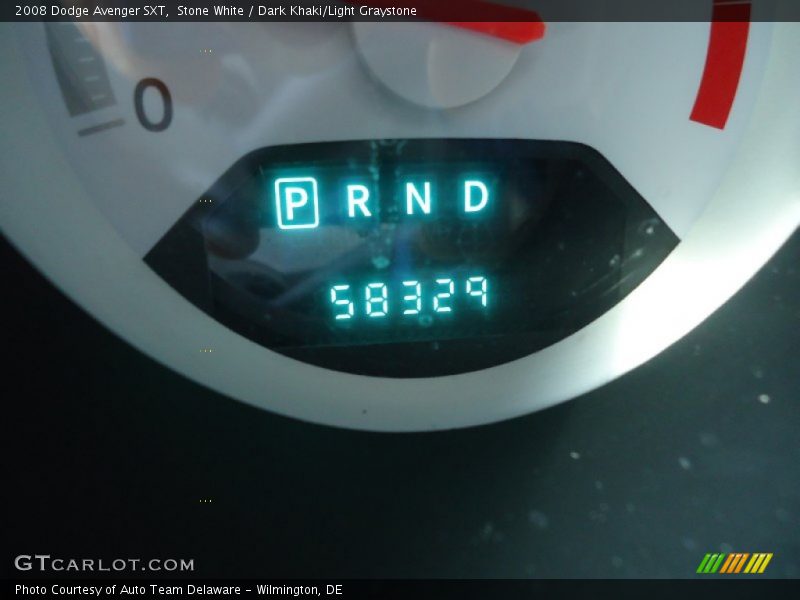 2008 Dodge Avenger SXT,  Stone White / Dark Khaki/Light Graystone
0
P R N D
58329
GTCARLOT.COM
Photo Courtesy of Auto Team Delaware - Wilmington, DE